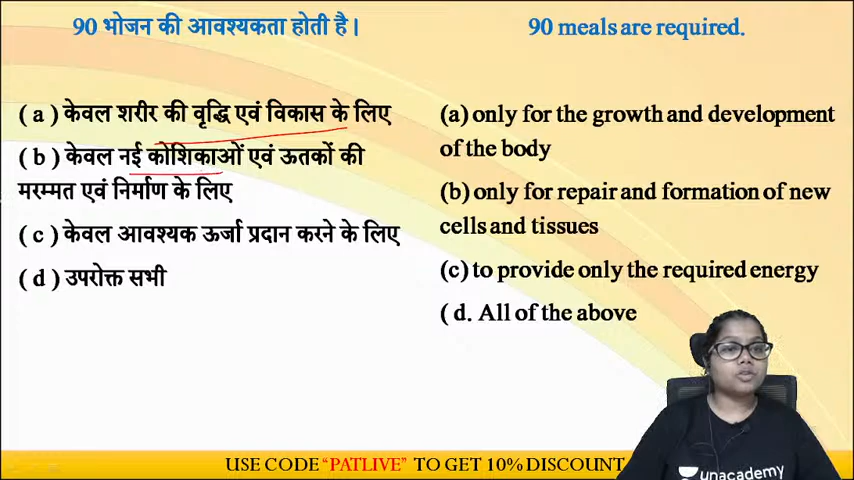 90 भोजन की आवश्यकता होती है।
( a ) केवल शरीर की वृद्धि एवं विकास के लिए
( b ) केवल नई कोशिकाओं एवं ऊतकों की
मरम्मत एवं निर्माण के लिए
( c ) केवल आवश्यक ऊर्जा प्रदान करने के लिए
( d ) उपरोक्त सभी
90 meals are required.
(a) only for the growth and development
of the body
(b) only for repair and formation of new
cells and tissues
(c) to provide only the required energy
( d. All of the above
USE CODE “PATLIVE” TO GET 10% DISCOUNT
unacademy